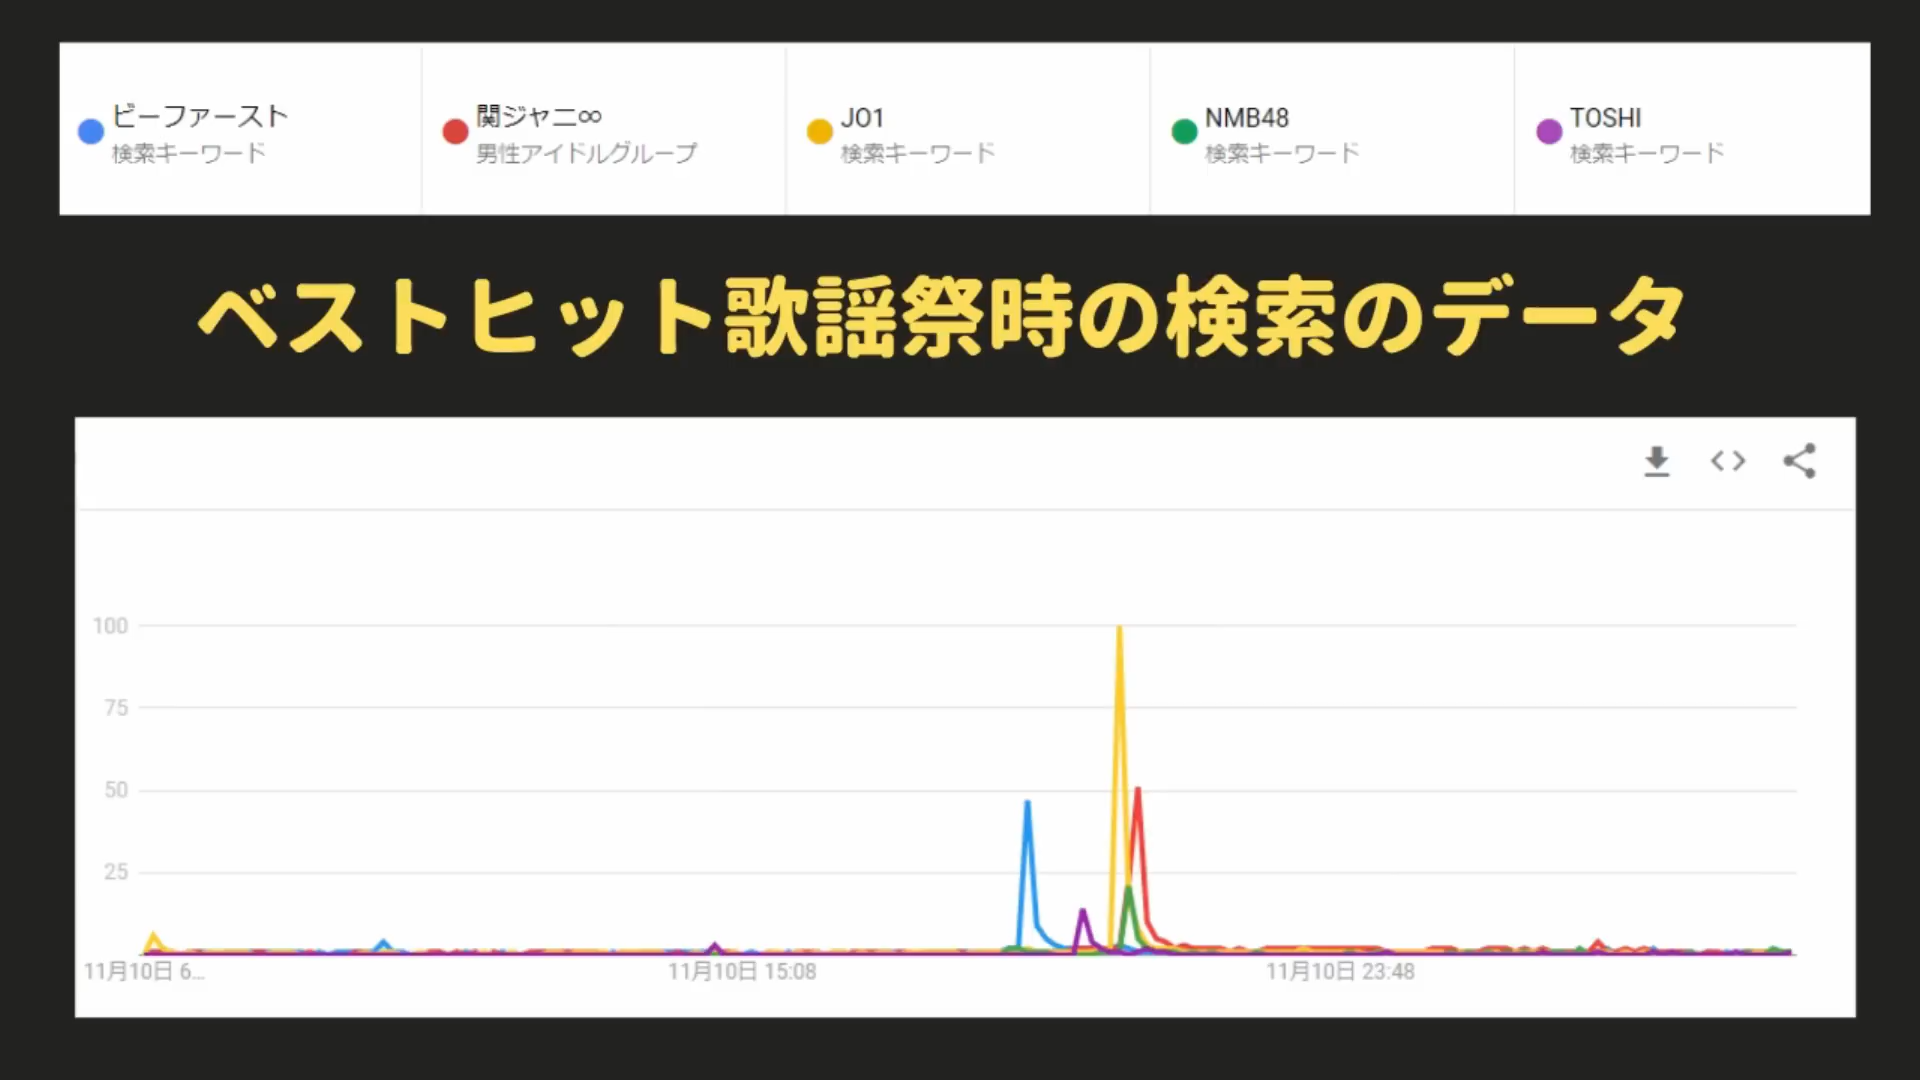 ビーファースト
検索キーワード
関ジャニ∞
男性アイドルグループ
JO1
検索キーワード
NMB48
検索キーワード
TOSHI
検索キーワード
ベストヒット歌謡祭時の検索のデータ
100
75
50
25
11月10日 6…
11月10日 15:08
11月10日 23:48